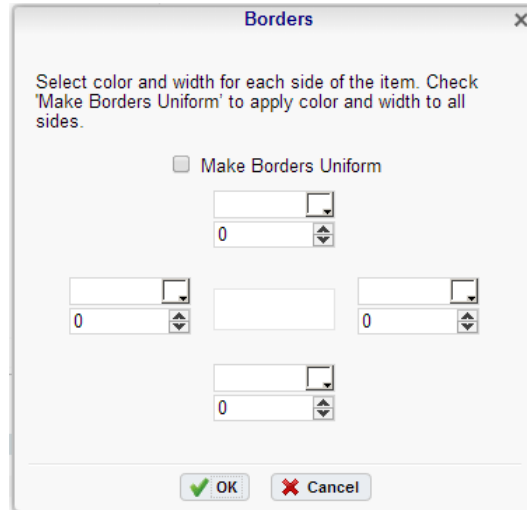 Borders
Select color and width for each side of the item. Check
'Make Borders Uniform' to apply color and width to all
sides.
Make Borders Uniform
0
0
0
0
OK
Cancel